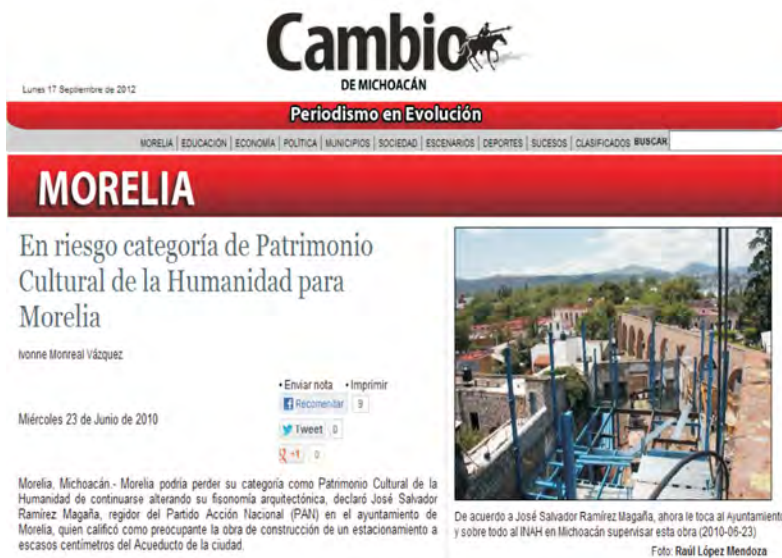 Cambio
DE MICHOACÁN
Lunes 17 Septiembre de 2012
Periodismo en Evolución
MORELIA | EDUCACIÓN | ECONOMÍA | POLÍTICA | MUNICIPIOS | SOCIEDAD | ESCENARIOS | DEPORTES | SUCESOS | CLASIFICADOS BUSCAR
MORELIA
En riesgo categoría de Patrimonio
Cultural de la Humanidad para
Morelia
Ivonne Monreal Vázquez
• Enviar nota • Imprimir
Recomendar 9
Miércoles 23 de Junio de 2010
Tweet 0
+1 0
Morelia, Michoacán.- Morelia podría perder su categoría como Patrimonio Cultural de la
Humanidad de continuarse alterando su fisonomía arquitectónica, declaró José Salvador
Ramírez Magaña, regidor del Partido Acción Nacional (PAN) en el ayuntamiento de
Morelia, quien calificó como preocupante la obra de construcción de un estacionamiento a
escasos centímetros del Acueducto de la ciudad.
De acuerdo a José Salvador Ramírez Magaña, ahora le toca al Ayuntamiento
y sobre todo al INAH en Michoacán supervisar esta obra (2010-06-23)
Foto: Raúl López Mendoza